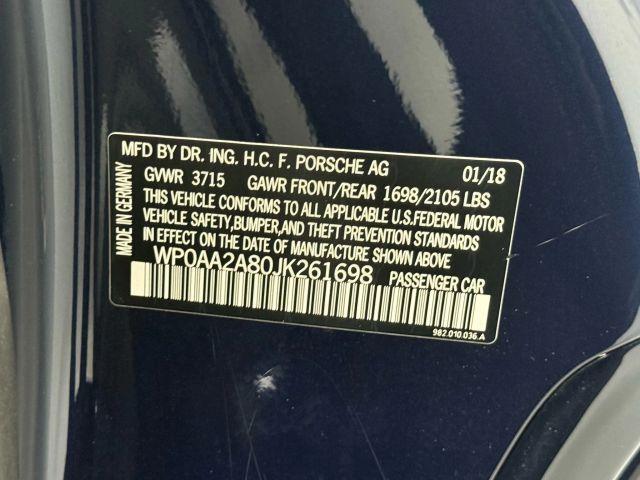 MFD BY DR. ING. H.C. F. PORSCHE AG 01/18
GVWR 3715 GAWR FRONT/REAR 1698/2105 LBS
THIS VEHICLE CONFORMS TO ALL APPLICABLE U.S.FEDERAL MOTOR
VEHICLE SAFETY,BUMPER,AND THEFT PREVENTION STANDARDS
IN EFFECT ON THE DATE OF MANUFACTURE SHOWN ABOVE
WP0AA2A80JK261698 PASSENGER CAR
982.010.036.A
MADE IN GERMANY